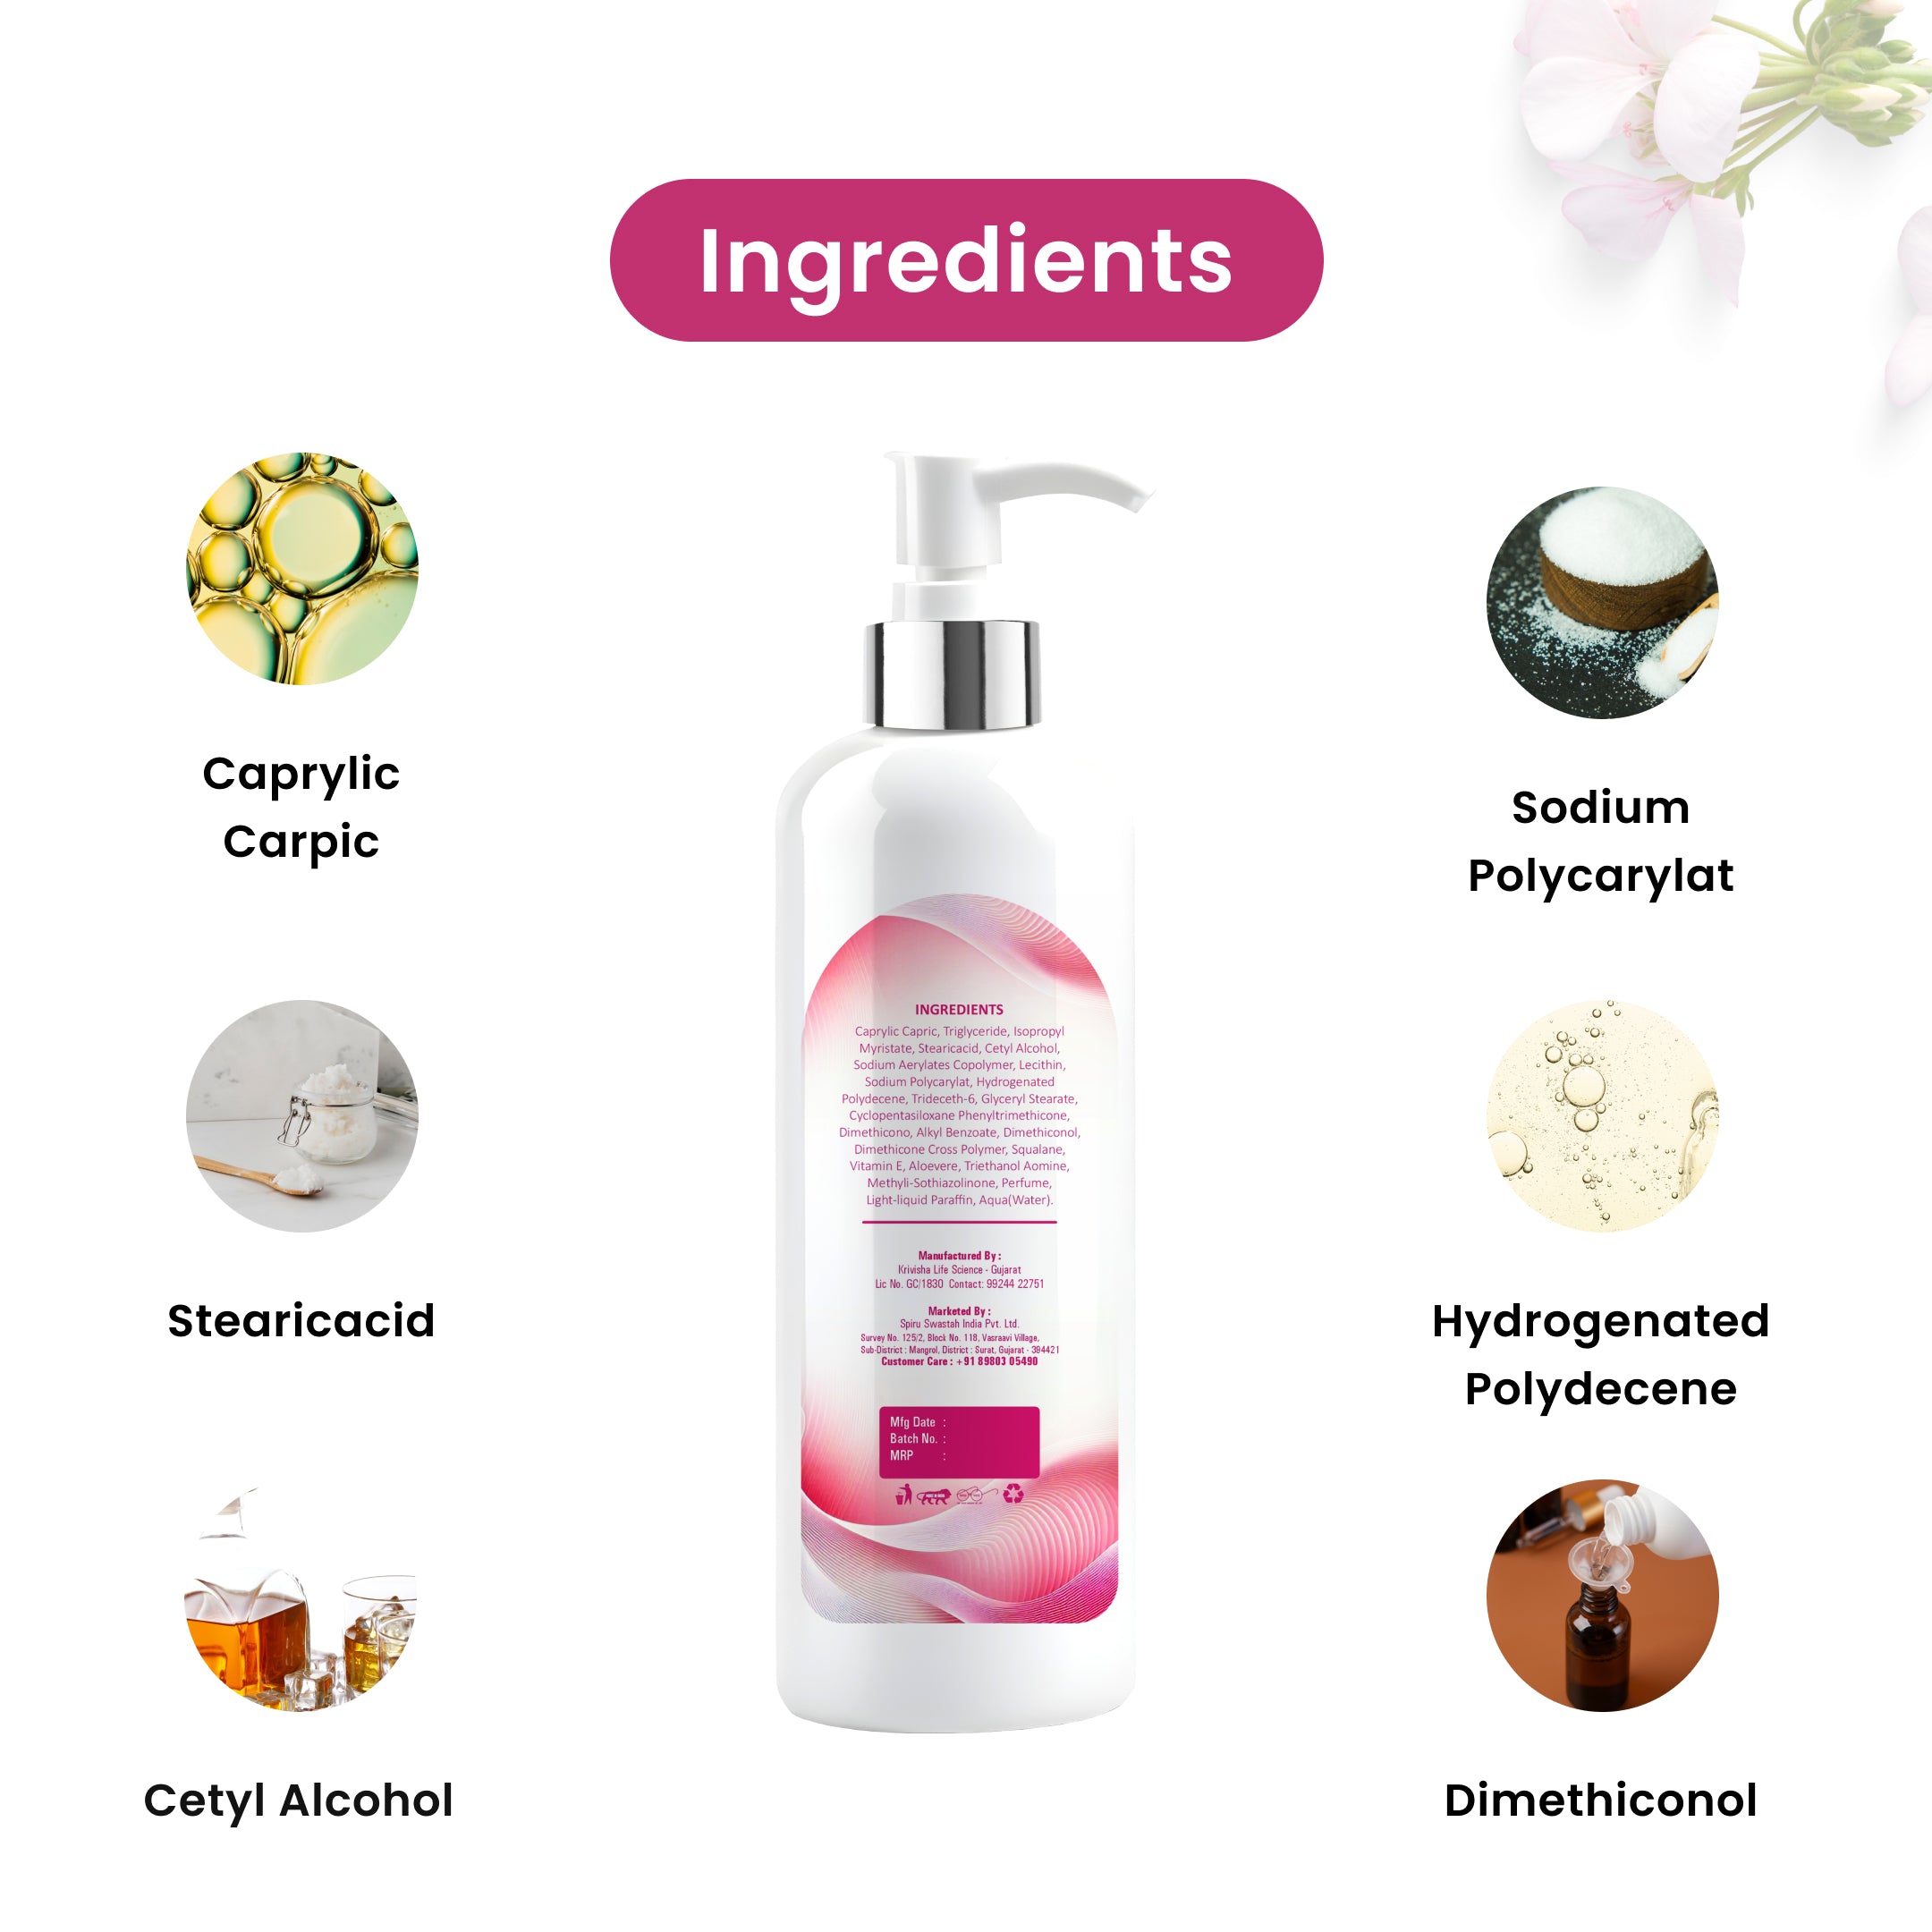 Ingredients
Caprylic
Carpic
Stearicacid
Cetyl Alcohol
INGREDIENTS
Caprylic Capric, Triglyceride, Isopropyl
Myristate, Stearicacid, Cetyl Alcohol,
Sodium Aerylates Copolymer, Lecithin,
Sodium Polycarylat, Hydrogenated
Polydecene, Trideceth-6, Glyceryl Stearate,
Cyclopentasiloxane Phenyltrimethicone,
Dimethicono, Alkyl Benzoate, Dimethiconol,
Dimethicone Cross Polymer, Squalane,
Vitamin E, Aloevere, Triethanol Aomine,
Methyli-Sothiazolinone, Perfume,
Light-liquid Paraffin, Aqua(Water).
Manufactured By :
Krivisha Life Science - Gujarat
Lic No. GC/1830 Contact: 99244 22751
Marketed By :
Spiru Swastah India Pvt. Ltd.
Survey No. 125/2, Block No. 118, Vasraavi Village,
Sub-District : Mangrol, District : Surat, Gujarat - 394421
Customer Care : +91 89803 05490
Mfg Date :
Batch No. :
MRP :
Sodium
Polycarylat
Hydrogenated
Polydecene
Dimethiconol